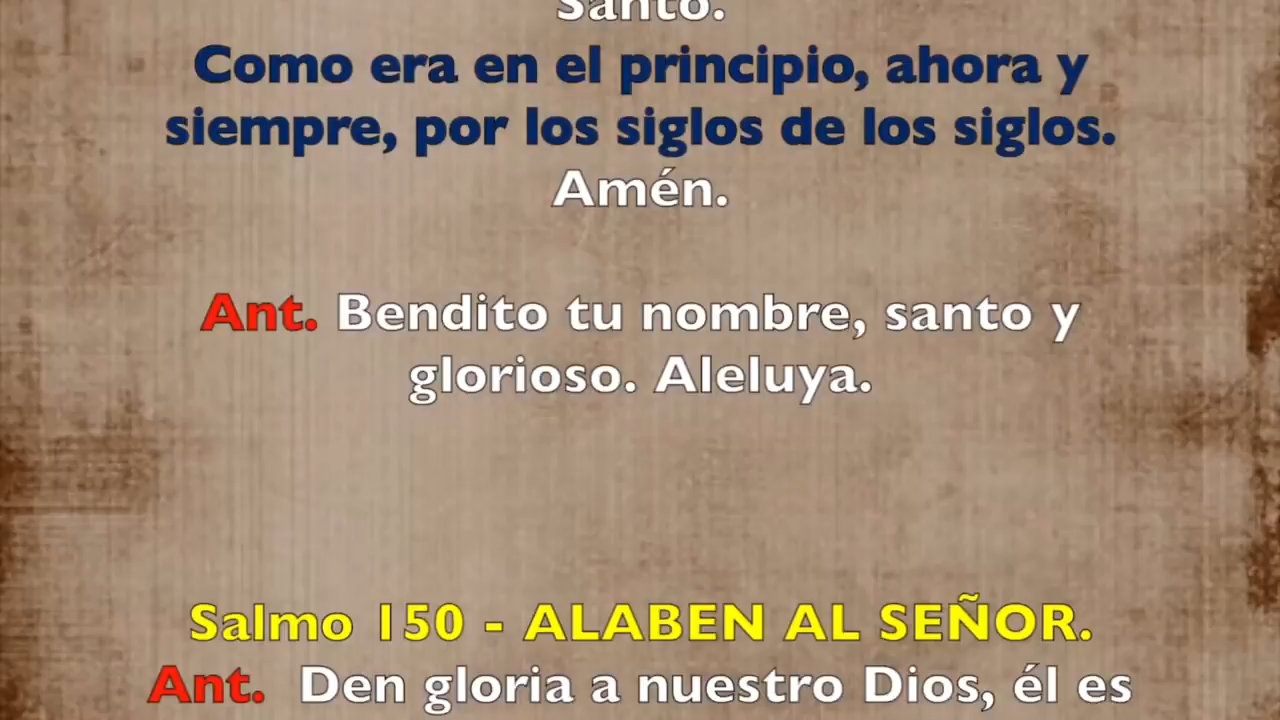 Santo.
Como era en el principio, ahora y
siempre, por los siglos de los siglos.
Amén.
Ant. Bendito tu nombre, santo y
glorioso. Aleluya.
Salmo 150 - ALABEN AL SEÑOR.
Ant. Den gloria a nuestro Dios, él es